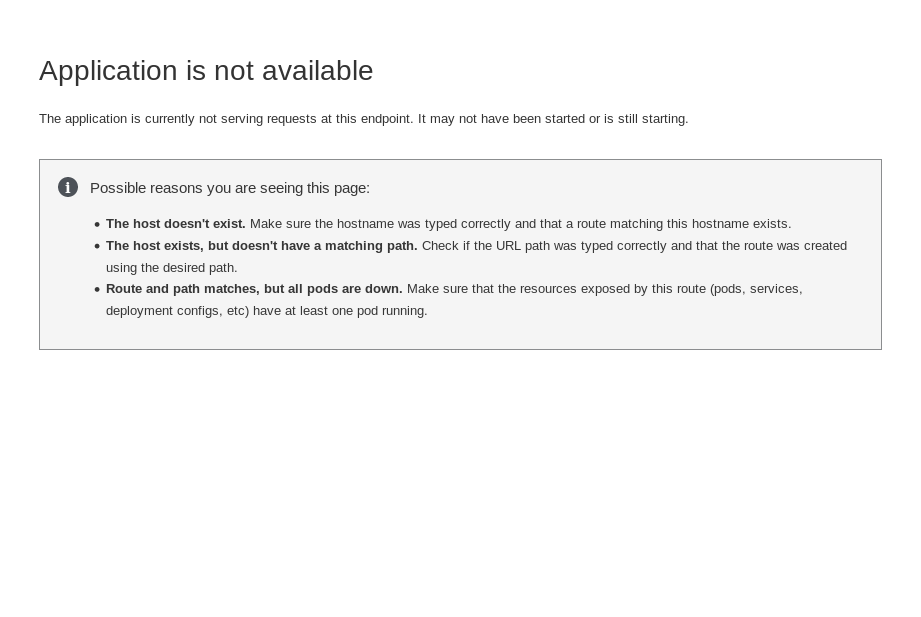 Application is not available
The application is currently not serving requests at this endpoint. It may not have been started or is still starting.
i Possible reasons you are seeing this page:
• The host doesn't exist. Make sure the hostname was typed correctly and that a route matching this hostname exists.
• The host exists, but doesn't have a matching path. Check if the URL path was typed correctly and that the route was created
using the desired path.
• Route and path matches, but all pods are down. Make sure that the resources exposed by this route (pods, services,
deployment configs, etc) have at least one pod running.